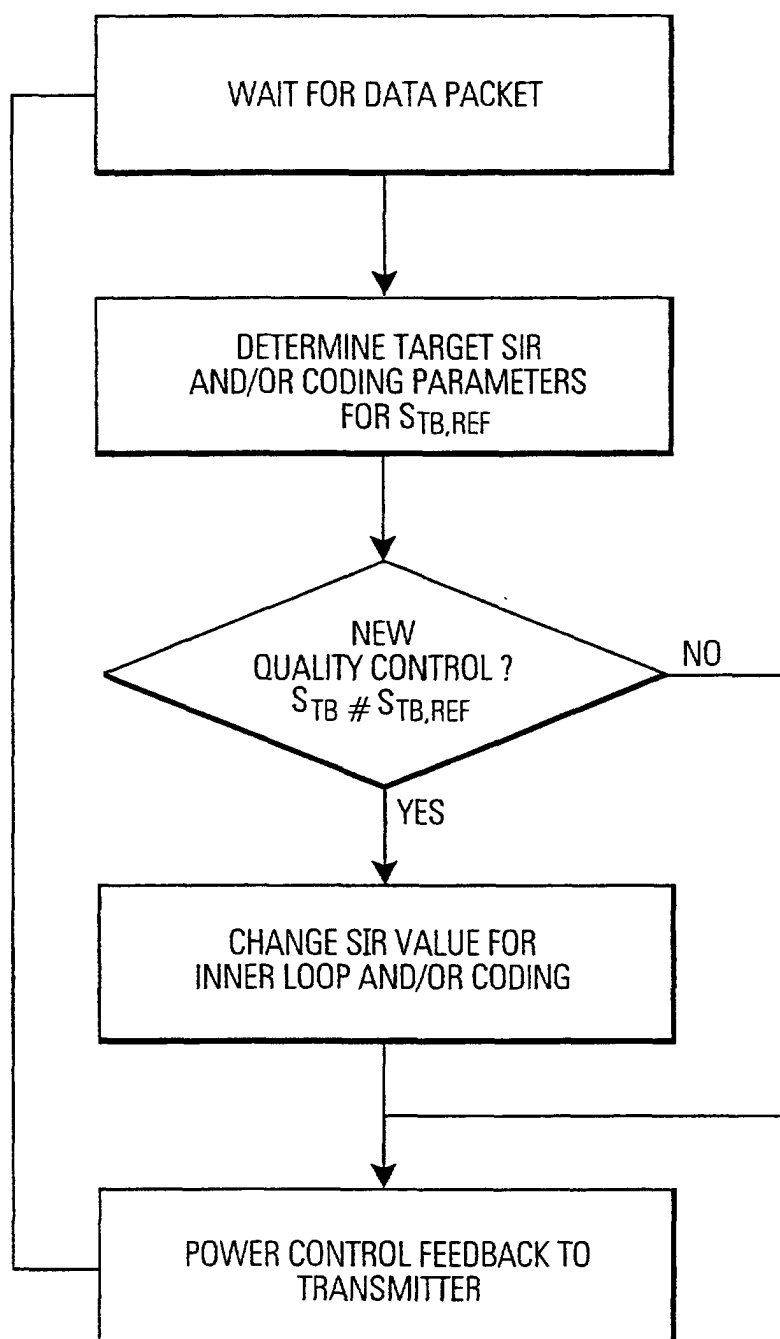 WAIT FOR DATA PACKET
DETERMINE TARGET SIR
AND/OR CODING PARAMETERS
FOR STB,REF
NEW
QUALITY CONTROL ?
STB # STB,REF
NO
YES
CHANGE SIR VALUE FOR
INNER LOOP AND/OR CODING
POWER CONTROL FEEDBACK TO
TRANSMITTER